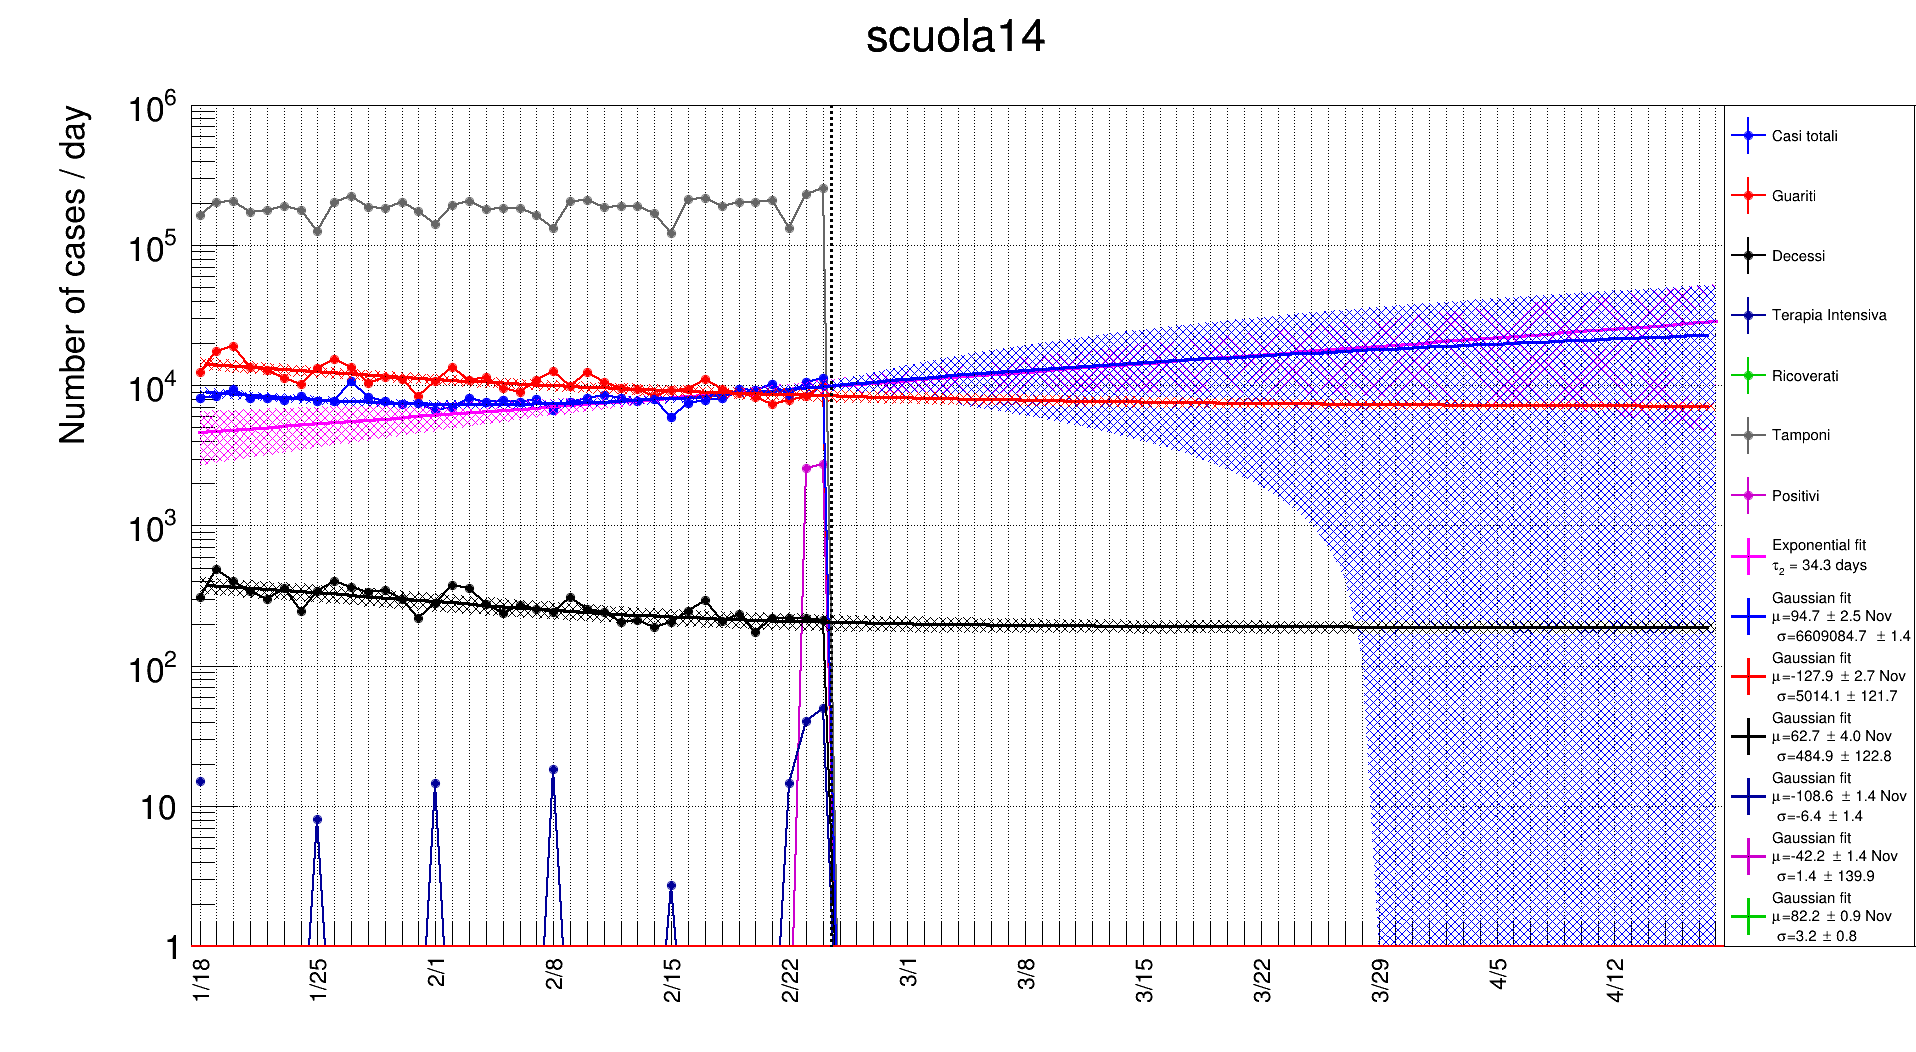 scuola14
Number of cases / day
10^6
10^5
10^4
10^3
10^2
10
1
1/18
1/25
2/1
2/8
2/15
2/22
3/1
3/8
3/15
3/22
3/29
4/5
4/12
Casi totali
Guariti
Decessi
Terapia Intensiva
Ricoverati
Tamponi
Positivi
Exponential fit
τ₂ = 34.3 days
Gaussian fit
μ=94.7 ± 2.5 Nov
σ=6609084.7 ± 1.4
Gaussian fit
μ=-127.9 ± 2.7 Nov
σ=5014.1 ± 121.7
Gaussian fit
μ=62.7 ± 4.0 Nov
σ=484.9 ± 122.8
Gaussian fit
μ=-108.6 ± 1.4 Nov
σ=-6.4 ± 1.4
Gaussian fit
μ=-42.2 ± 1.4 Nov
σ=1.4 ± 139.9
Gaussian fit
μ=82.2 ± 0.9 Nov
σ=3.2 ± 0.8